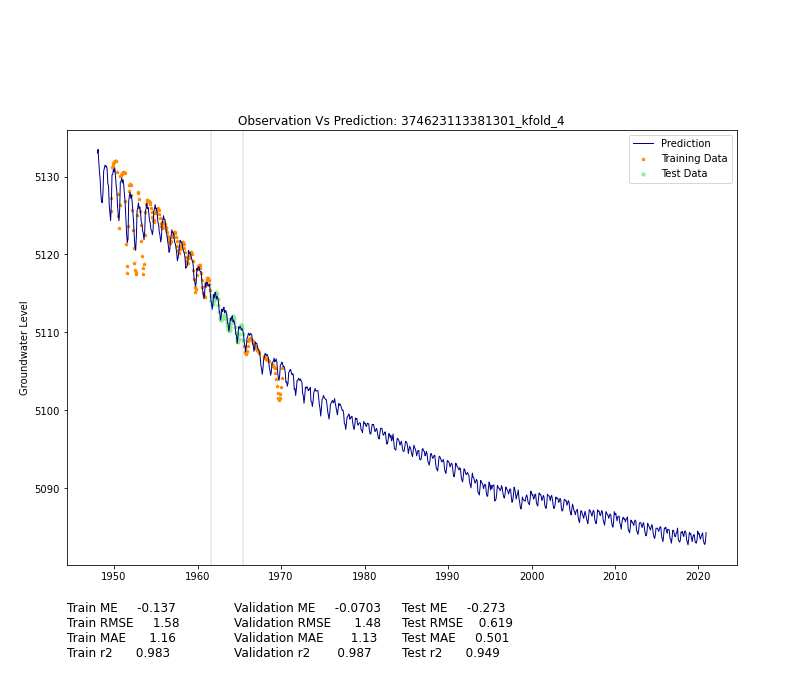 Observation Vs Prediction: 374623113381301_kfold_4
Prediction
Training Data
Test Data
5130
5120
5110
5100
5090
Groundwater Level
1950 1960 1970 1980 1990 2000 2010 2020
Train ME -0.137 Validation ME -0.0703 Test ME -0.273
Train RMSE 1.58 Validation RMSE 1.48 Test RMSE 0.619
Train MAE 1.16 Validation MAE 1.13 Test MAE 0.501
Train r2 0.983 Validation r2 0.987 Test r2 0.949